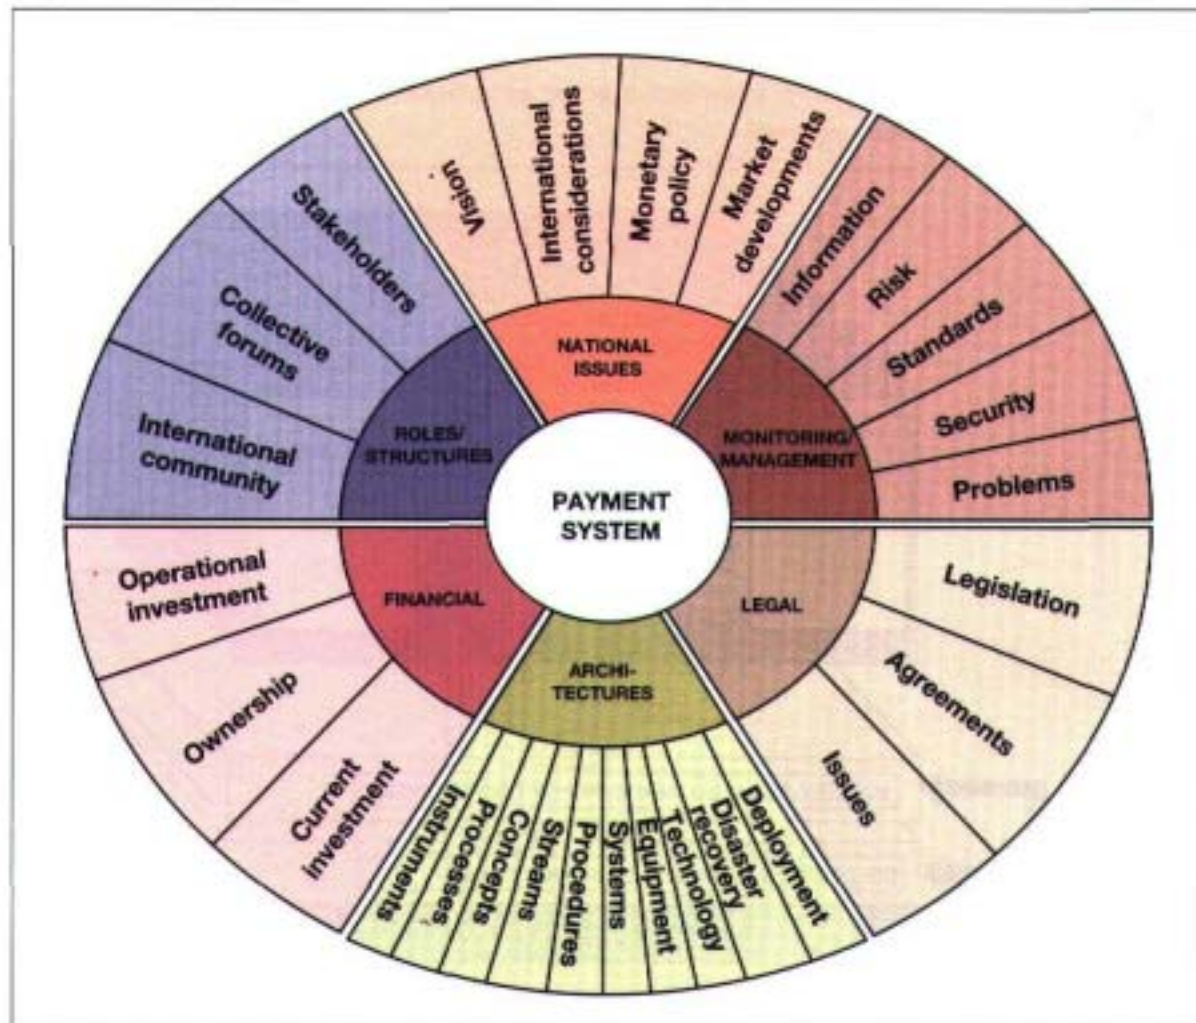 PAYMENT
SYSTEM
NATIONAL
ISSUES
Vision
International
considerations
Monetary
policy
Market
developments
MONITORING/
MANAGEMENT
Information
Risk
Standards
Security
Problems
LEGAL
Legislation
Agreements
Issues
ARCHI-
TECTURES
Deployment
Disaster
recovery
Technology
Equipment
Systems
Procedures
Streams
Concepts
Processes
Instruments
FINANCIAL
Current
investment
Ownership
Operational
investment
ROLES/
STRUCTURES
International
community
Collective
forums
Stakeholders